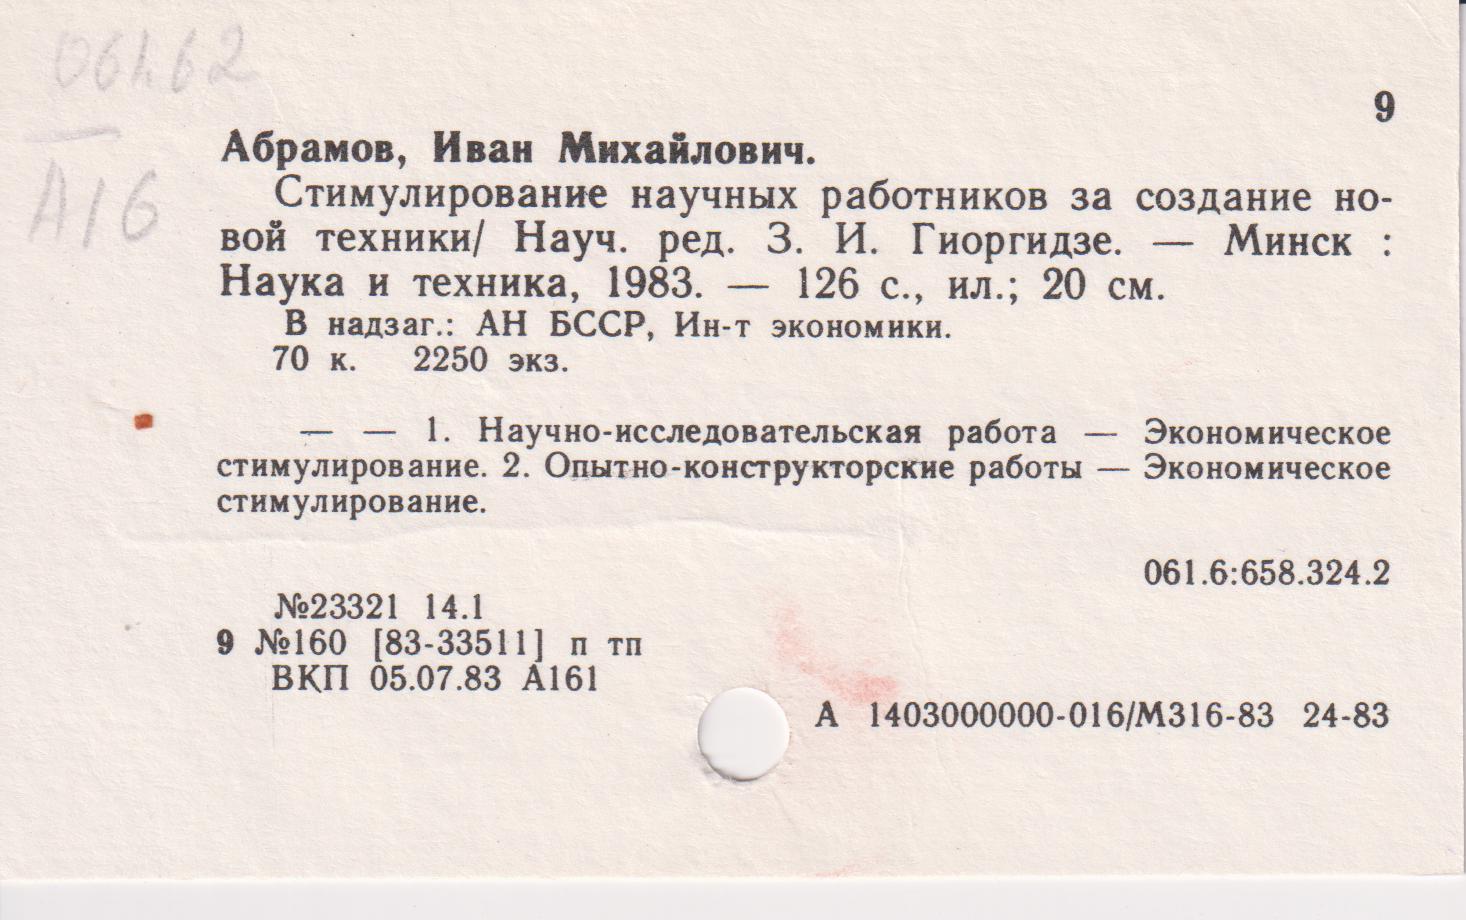 061.62
А16
9
Абрамов, Иван Михайлович.
Стимулирование научных работников за создание но-
вой техники/ Науч. ред. З. И. Гиоргидзе. — Минск :
Наука и техника, 1983. — 126 с., ил.; 20 см.
В надзаг.: АН БССР, Ин-т экономики.
70 к. 2250 экз.
— — 1. Научно-исследовательская работа — Экономическое
стимулирование. 2. Опытно-конструкторские работы — Экономическое
стимулирование.
061.6:658.324.2
№23321 14.1
9 №160 [83-33511] п тп
ВКП 05.07.83 А161
А 1403000000-016/М316-83 24-83